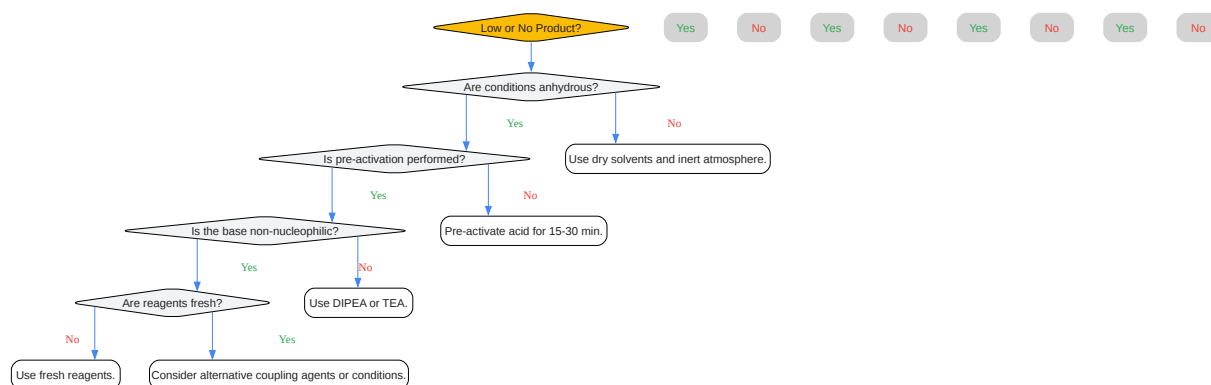 Low or No Product?
Yes
No
Yes
No
Yes
No
Yes
No
Are conditions anhydrous?
Yes
No
Is pre-activation performed?
Use dry solvents and inert atmosphere.
Yes
No
Is the base non-nucleophilic?
Pre-activate acid for 15-30 min.
Yes
No
Are reagents fresh?
Use DIPEA or TEA.
No
Yes
Use fresh reagents.
Consider alternative coupling agents or conditions.